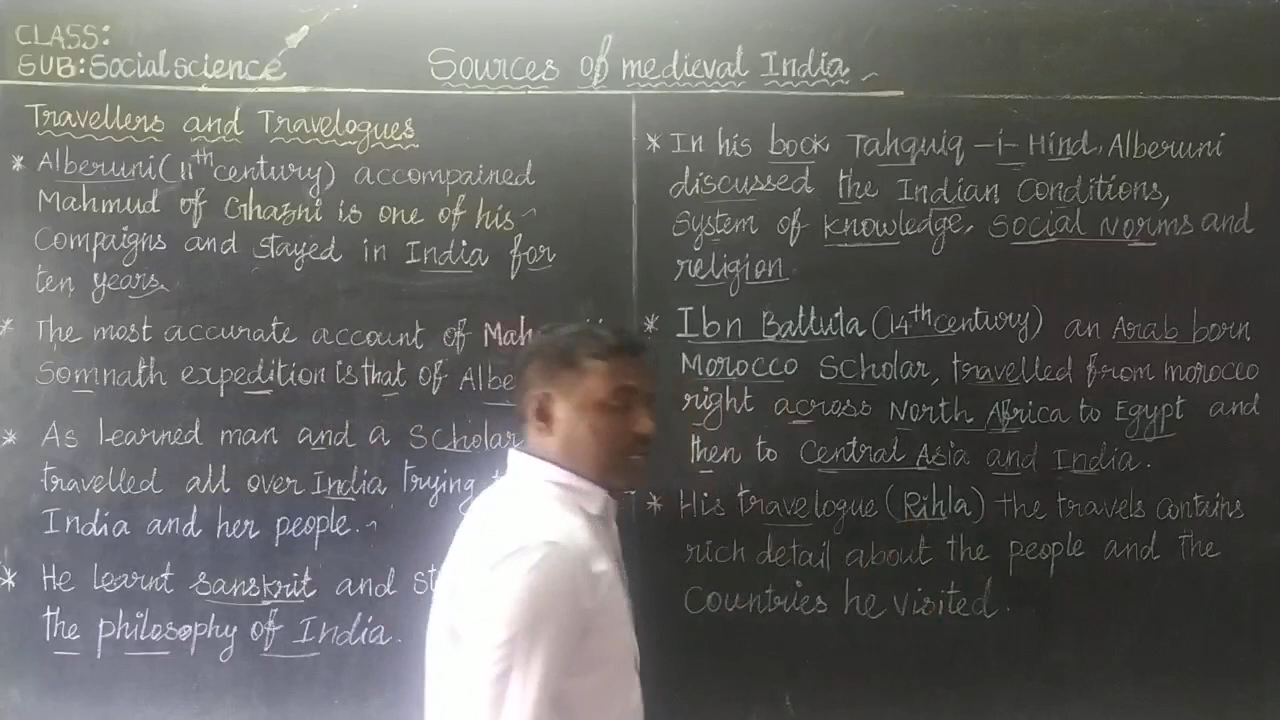 CLASS:
SUB: Social science
Sources of medieval India
Travellers and Travelogues
* Alberuni (11th century) accompained
Mahmud of Ghazni is one of his
Compaigns and stayed in India for
ten years.
* The most accurate account of
Somnath expedition is that of
* As learned man and a Scholar
travelled all over India Trying
India and her people.
* He learnt Sanskrit and
the philosophy of India.
* In his book Tahquiq -i- Hind, Alberuni
discussed the Indian Conditions,
System of knowledge, Social Norms and
religion.
* Ibn Battuta (14th century) an Arab born
Morocco Scholar, travelled from morocco
right across North Africa to Egypt and
then to Central Asia and India.
* His travelogue (Rihla) the travels contains
rich detail about the people and the
Countries he visited.